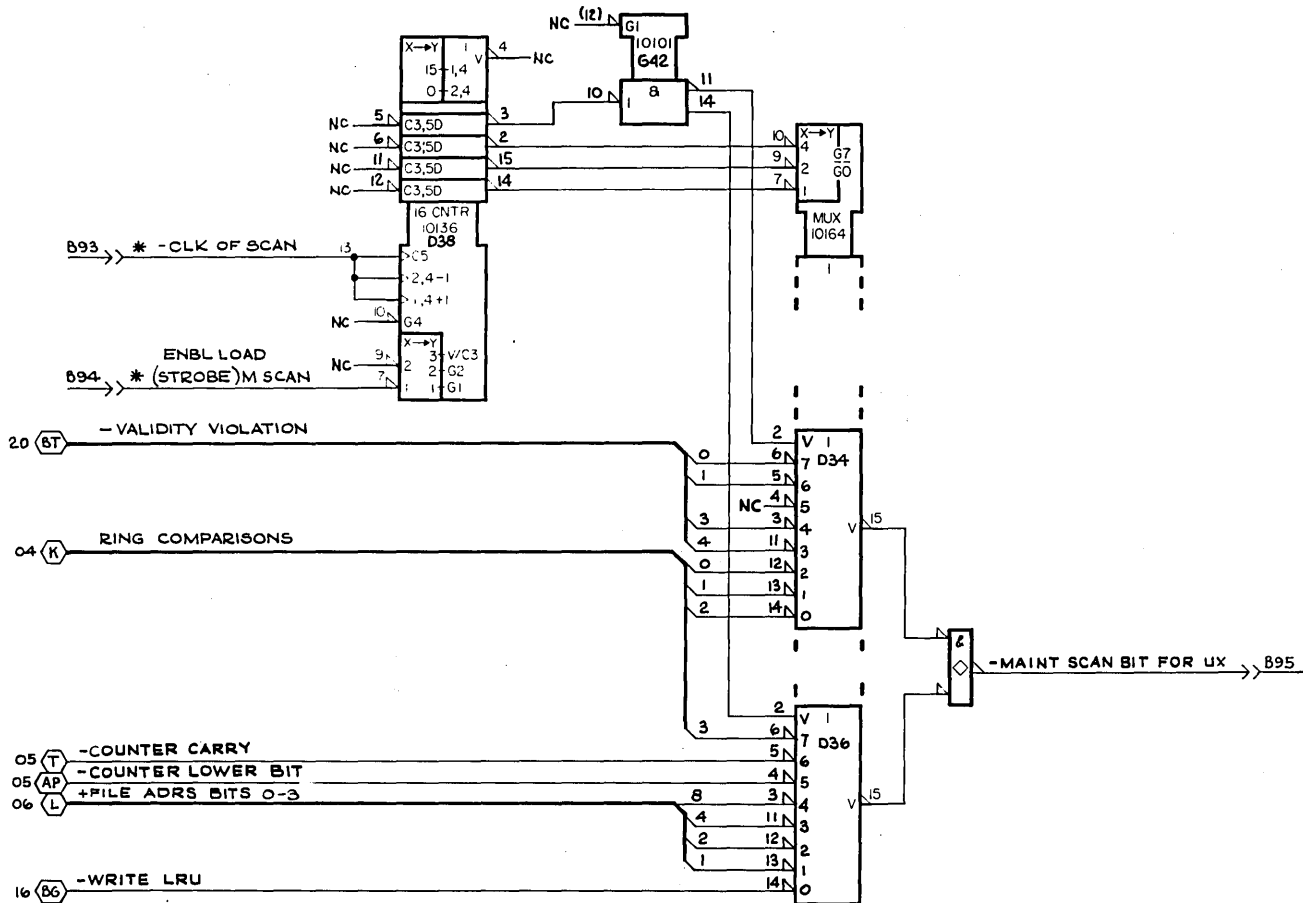 NC (12) G1
10101
G42
X→Y 1 4
V NC
15 1,4
0 2,4
10 1 a 11
14
NC 5 C3,5D 3
NC 6 C3,5D 2
NC 11 C3,5D 15
NC 12 C3,5D 14
10 X→Y
4 G7
9 2 G0
7 1
MUX
10164
1
16 CNTR
10136
D38
B93 * -CLK OF SCAN 13 C5
2,4-1
1,4+1
NC 10 G4
X→Y
ENBL LOAD
NC 9 2 3 V/C3
2 G2
B94 * (STROBE)M SCAN 7 1 1 G1
20 BT -VALIDITY VIOLATION
2 V 1
D34
0 6 7
1 5 6
NC 4 5
3 3 4
4 11 3
V 15
04 K RING COMPARISONS
0 12 2
1 13 1
2 14 0
&
-MAINT SCAN BIT FOR UX B95
2 V 1
D36
3 6 7
05 T -COUNTER CARRY 5 6
05 AP -COUNTER LOWER BIT 4 5
06 L +FILE ADRS BITS 0-3 8 3 4
V 15
4 11 3
2 12 2
1 13 1
16 BG -WRITE LRU 14 0